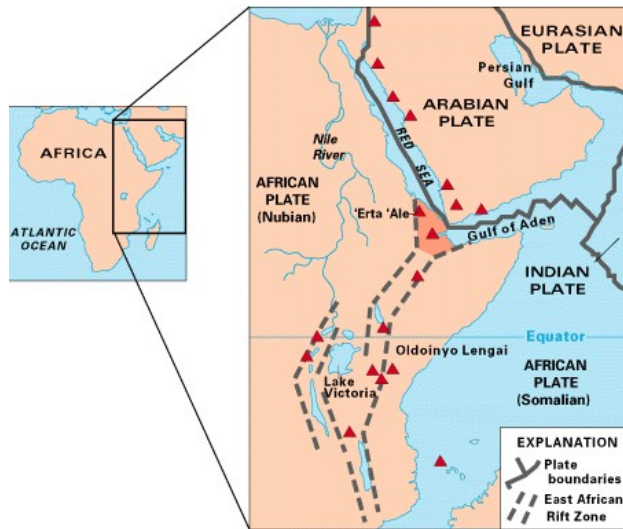 AFRICA
ATLANTIC
OCEAN
EURASIAN
PLATE
Persian
Gulf
ARABIAN
PLATE
Nile
River
RED SEA
AFRICAN
PLATE
(Nubian)
'Erta 'Ale
Gulf of Aden
INDIAN
PLATE
Equator
Oldoinyo Lengai
AFRICAN
PLATE
(Somalian)
Lake
Victoria
EXPLANATION
Plate
boundaries
East African
Rift Zone